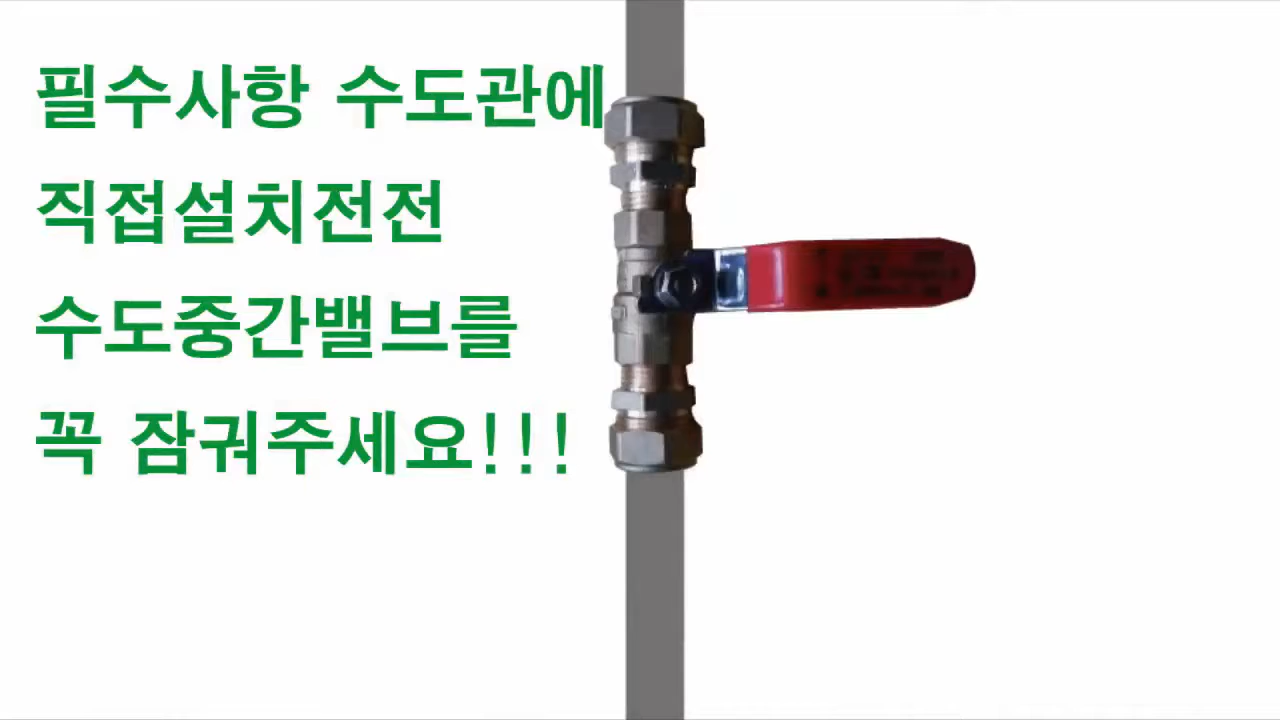 필수사항 수도관에
직접설치전전
수도중간밸브를
꼭 잠궈주세요!!!